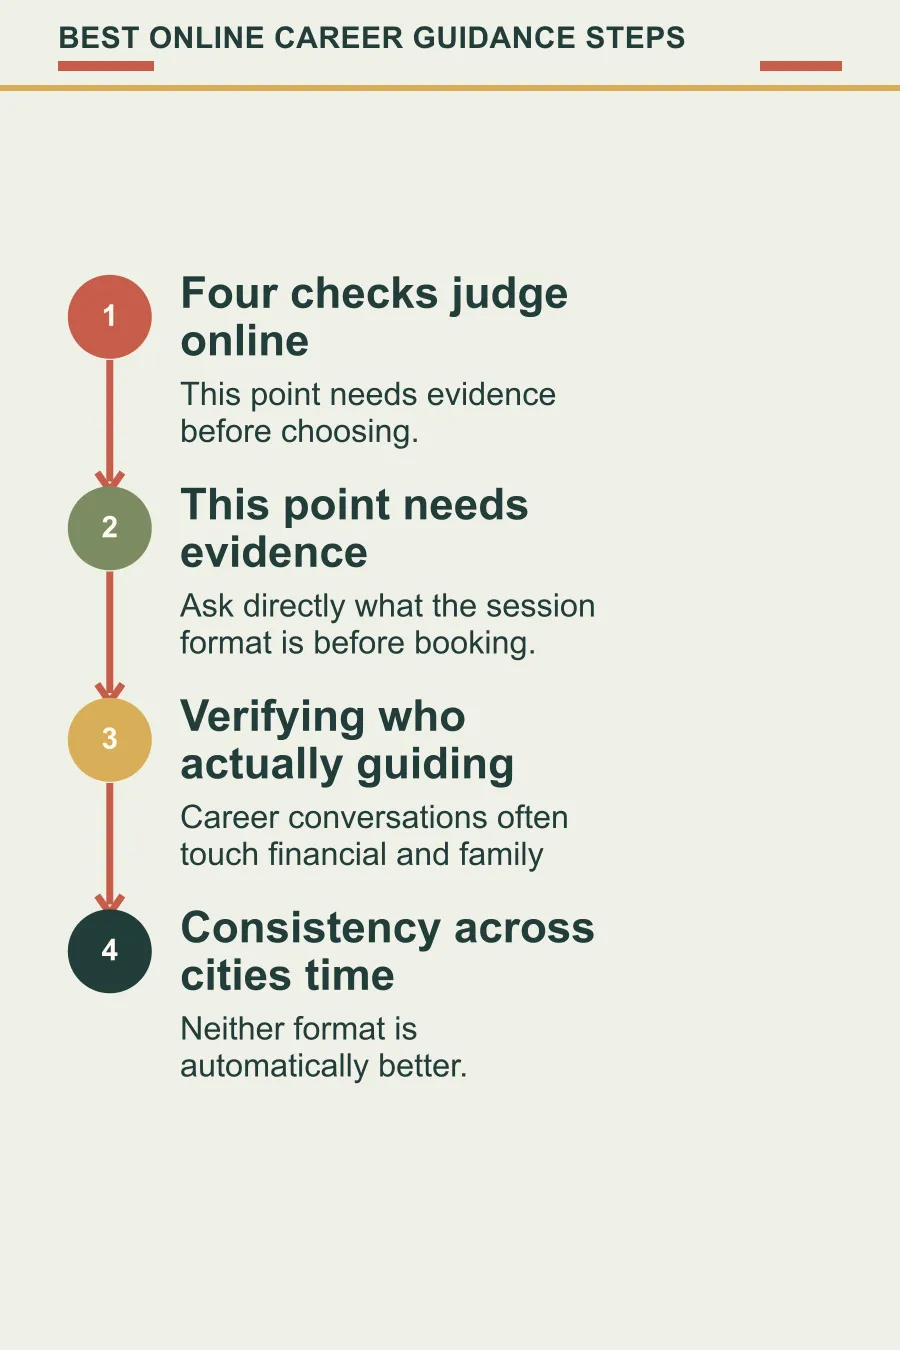 BEST ONLINE CAREER GUIDANCE STEPS
1
Four checks judge
online
This point needs evidence
before choosing.
2
This point needs
evidence
Ask directly what the session
format is before booking.
3
Verifying who
actually guiding
Career conversations often
touch financial and family
4
Consistency across
cities time
Neither format is
automatically better.